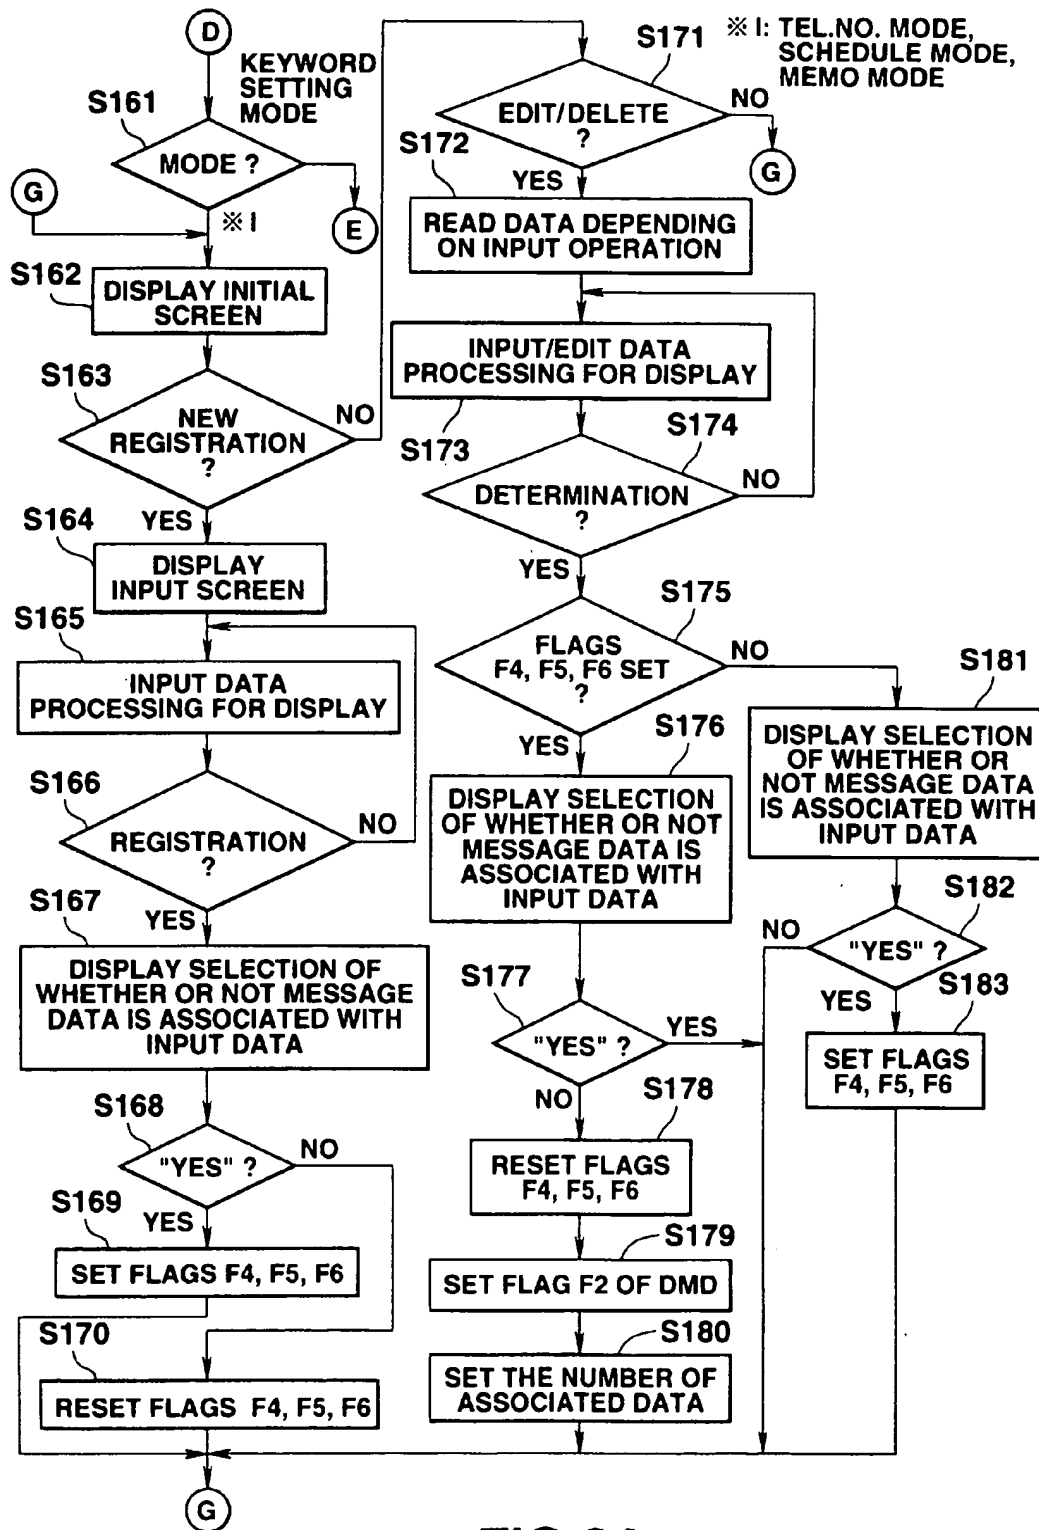 D
KEYWORD
SETTING
MODE
S161
MODE ?
G
E
※ I
S162
DISPLAY INITIAL
SCREEN
S163
NEW
REGISTRATION
?
NO
YES
S164
DISPLAY
INPUT SCREEN
S165
INPUT DATA
PROCESSING FOR DISPLAY
S166
REGISTRATION
?
NO
YES
S167
DISPLAY SELECTION OF
WHETHER OR NOT MESSAGE
DATA IS ASSOCIATED WITH
INPUT DATA
S168
"YES" ?
NO
YES
S169
SET FLAGS F4, F5, F6
S170
RESET FLAGS F4, F5, F6
G
※ I: TEL.NO. MODE,
SCHEDULE MODE,
MEMO MODE
S171
EDIT/DELETE
?
NO
G
YES
S172
READ DATA DEPENDING
ON INPUT OPERATION
INPUT/EDIT DATA
PROCESSING FOR DISPLAY
S173
S174
DETERMINATION
?
NO
YES
S175
FLAGS
F4, F5, F6 SET
?
NO
YES
S176
DISPLAY SELECTION
OF WHETHER OR NOT
MESSAGE DATA IS
ASSOCIATED WITH
INPUT DATA
S177
"YES" ?
YES
NO
S178
RESET FLAGS
F4, F5, F6
S179
SET FLAG F2 OF DMD
S180
SET THE NUMBER OF
ASSOCIATED DATA
S181
DISPLAY SELECTION
OF WHETHER OR
NOT MESSAGE DATA
IS ASSOCIATED WITH
INPUT DATA
S182
"YES" ?
NO
YES
S183
SET FLAGS
F4, F5, F6